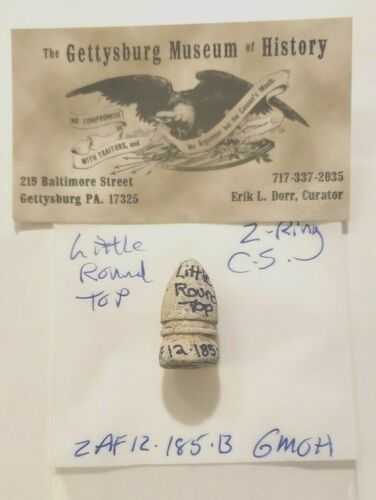 The Gettysburg Museum of History
NO COMPROMISE
WITH TRAITORS, and
No Argument but the Cannon's Mouth.
219 Baltimore Street
Gettysburg PA. 17325
717-337-2035
Erik L. Dorr, Curator
Little
Round
Top
2-Ring
C.S.
Little
Round
Top
F12.185
2AF12.185.B GMOH